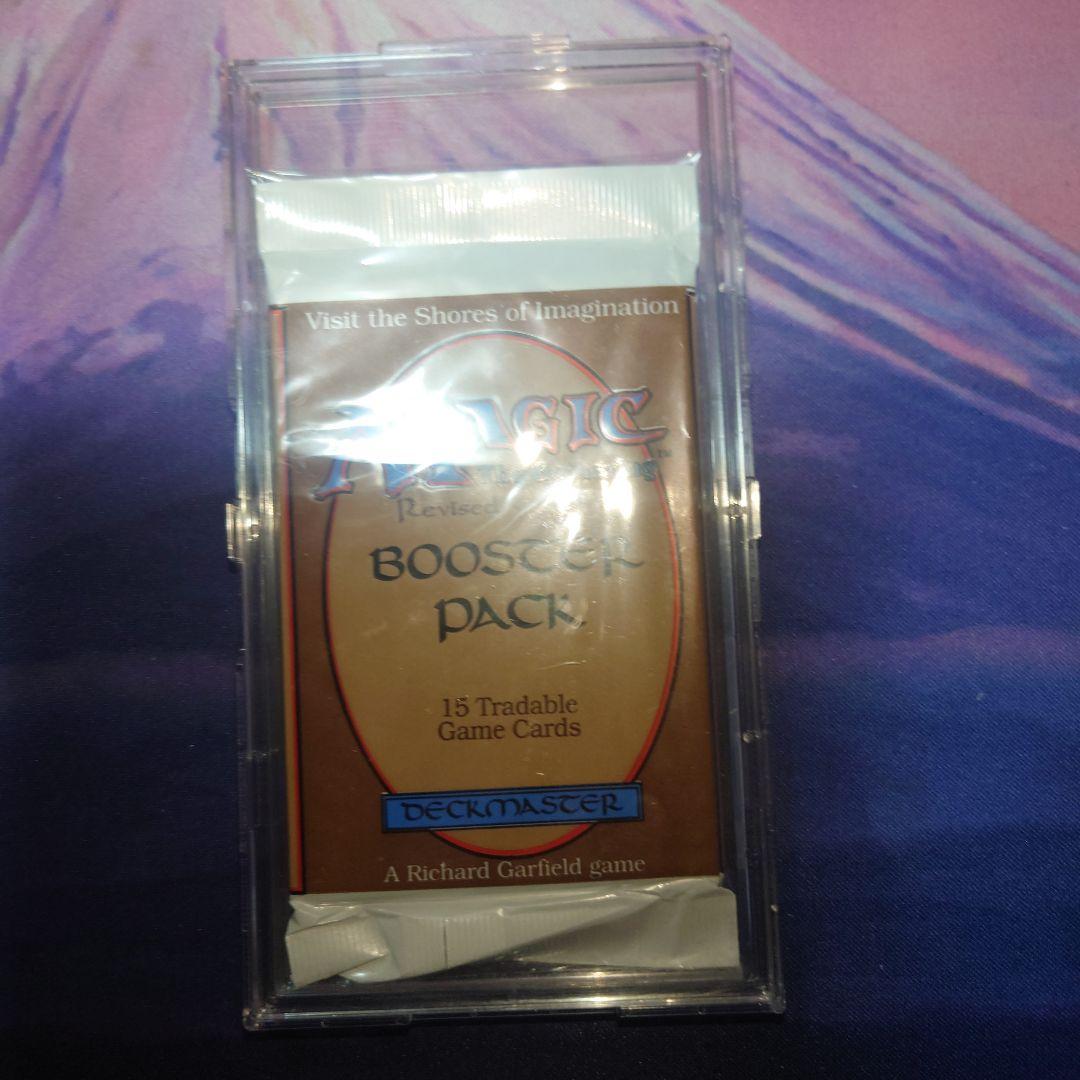 Visit the Shores of Imagination
MAGIC
Revised
BOOSTER
PACK
15 Tradable
Game Cards
DECKMASTER
A Richard Garfield game